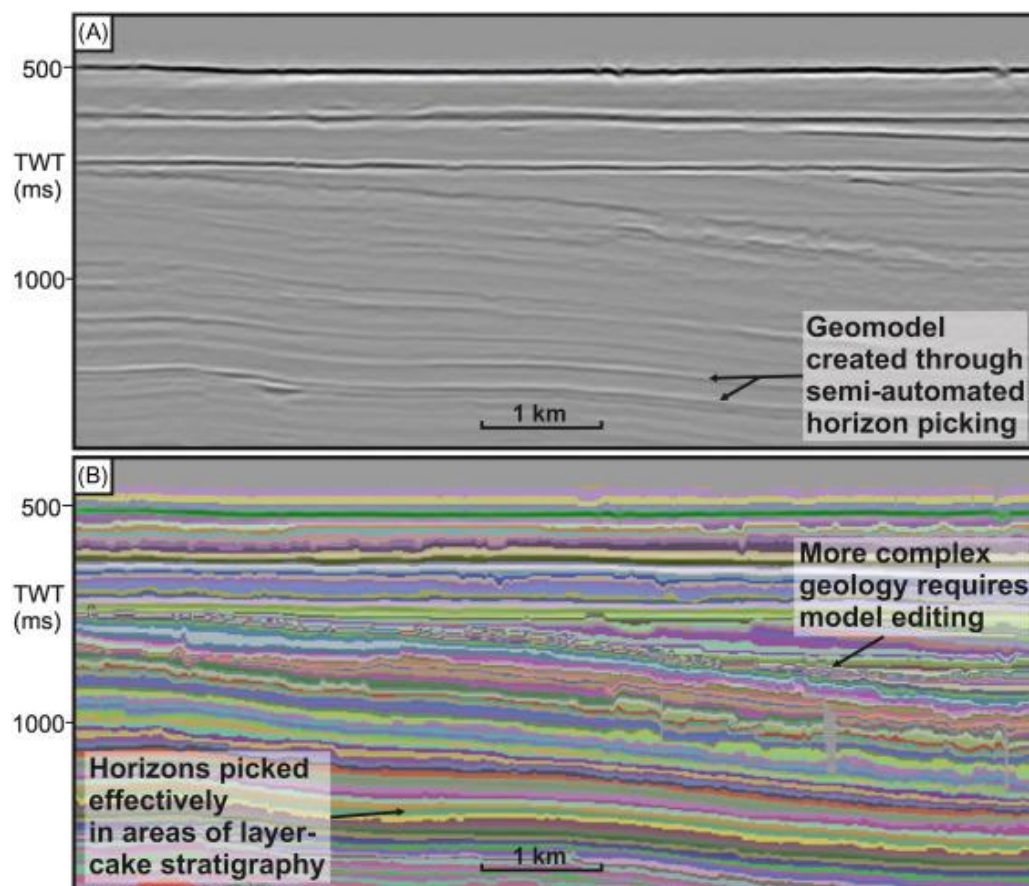 (A)
500
TWT
(ms)
1000
Geomodel
created through
semi-automated
horizon picking
1 km
(B)
500
More complex
geology requires
model editing
TWT
(ms)
1000
Horizons picked
effectively
in areas of layer-
cake stratigraphy
1 km